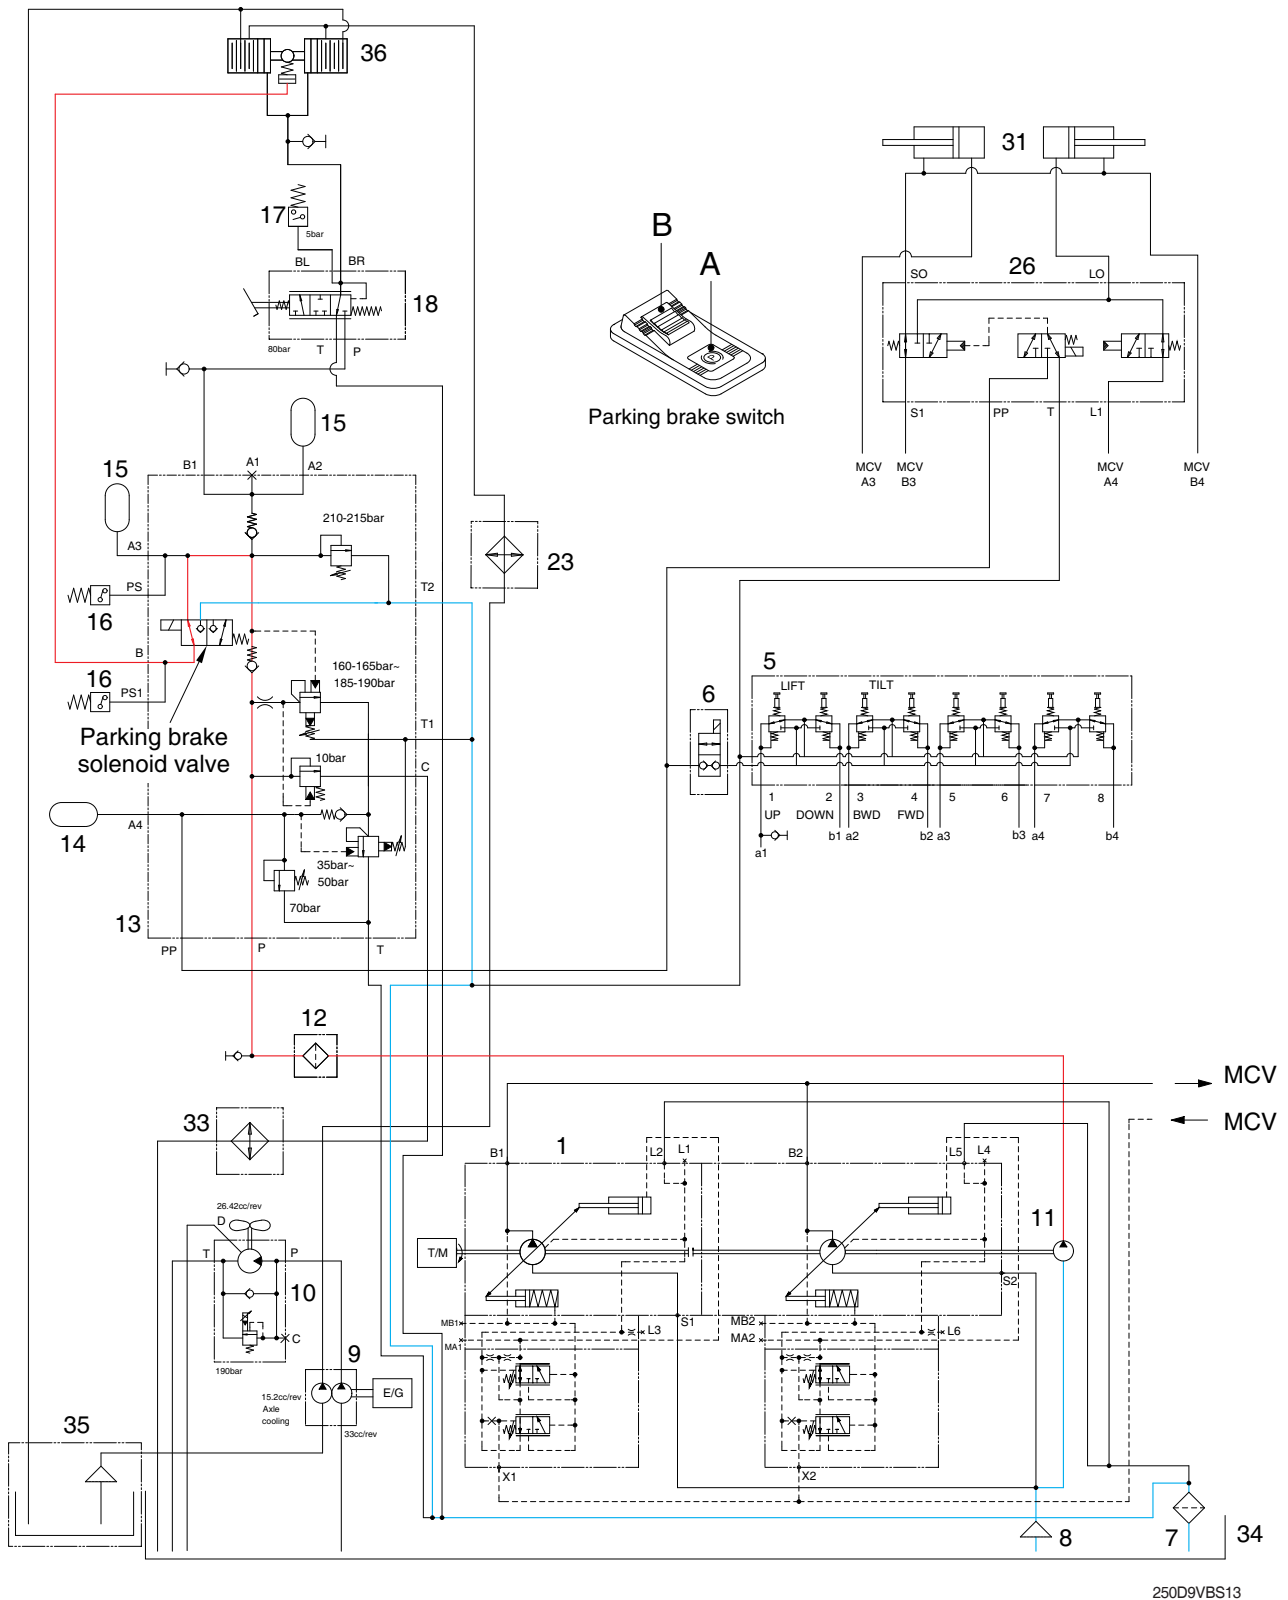 36
31
17
5bar
BL
BR
18
80bar
T
P
B
A
P
Parking brake switch
26
SO
LO
S1
PP
T
L1
MCV
A3
MCV
B3
MCV
A4
MCV
B4
15
15
B1
A1
A2
A3
210-215bar
PS
16
T2
23
B
16
PS1
160-165bar~
185-190bar
Parking brake
solenoid valve
T1
10bar
C
14
A4
35bar~
50bar
70bar
13
PP
P
T
5
6
LIFT
TILT
1
2
3
4
5
6
7
8
UP
DOWN
BWD
FWD
a1
b1
a2
b2
a3
b3
a4
b4
12
MCV
MCV
33
1
B1
L2
L1
B2
L5
L4
11
26.42cc/rev
D
T
P
10
C
190bar
T/M
S2
S1
MB1
L3
MA1
MB2
L6
MA2
9
15.2cc/rev
Axle
cooling
E/G
33cc/rev
35
X1
X2
8
7
34
250D9VBS13